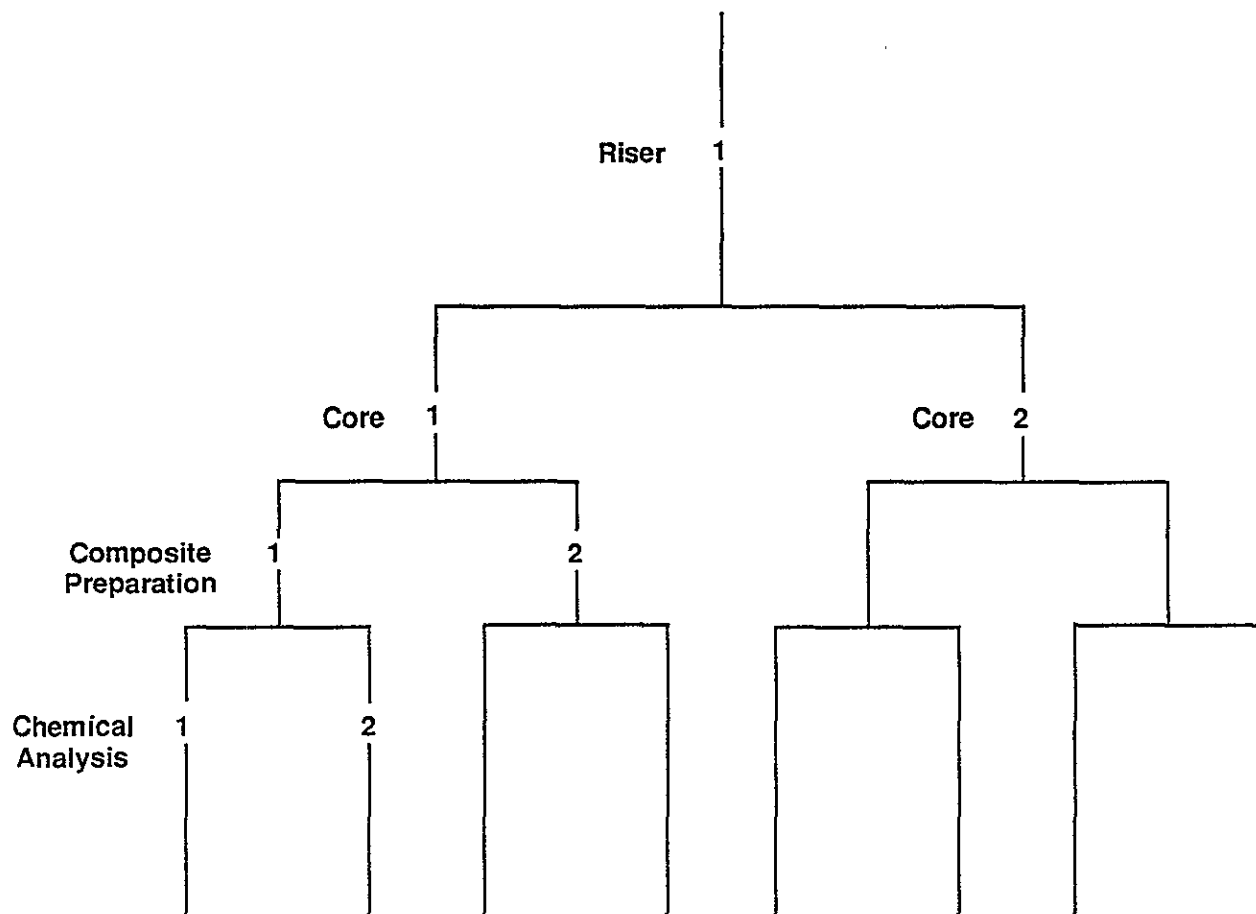 Riser 1
Core 1 Core 2
Composite 1 2
Preparation
Chemical 1 2
Analysis